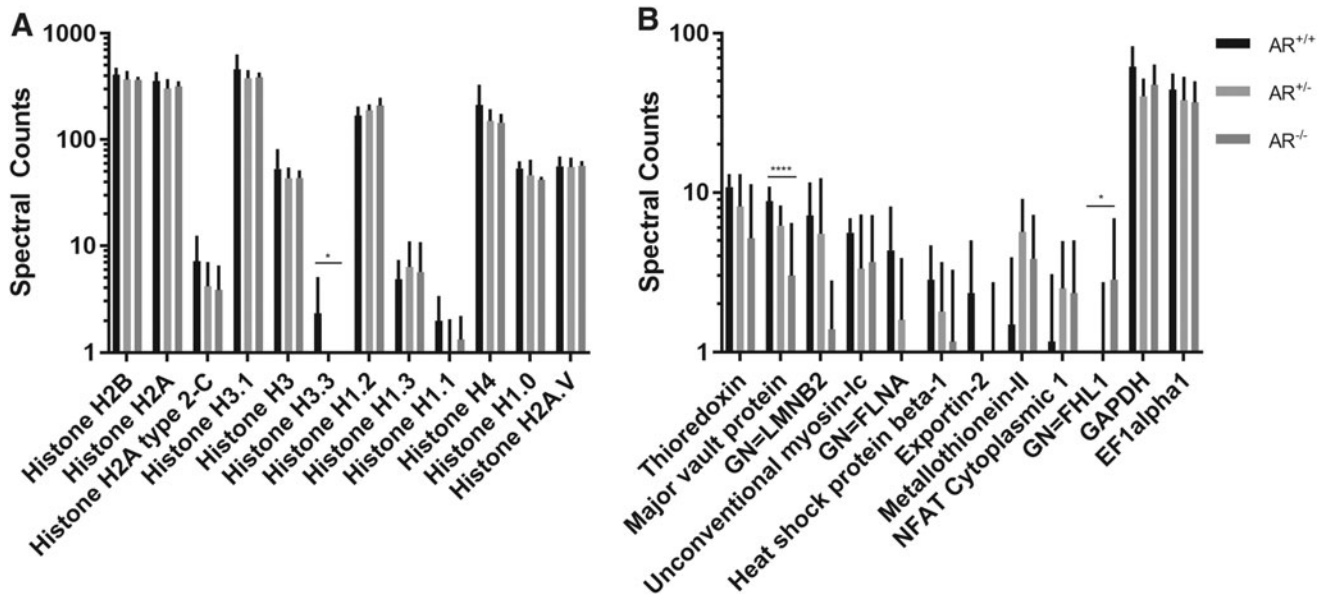 A
Spectral Counts
1000
100
10
1
*
Histone H2B
Histone H2A
Histone H2A type 2-C
Histone H3.1
Histone H3
Histone H3.3
Histone H1.2
Histone H1.3
Histone H1.1
Histone H4
Histone H1.0
Histone H2A.V
B
Spectral Counts
100
10
1
****
*
Thioredoxin
Major vault protein
GN=LMNB2
Unconventional myosin-Ic
GN=FLNA
Heat shock protein beta-1
Exportin-2
Metallothionein-II
NFAT Cytoplasmic 1
GN=FHL1
GAPDH
EF1alpha1
AR+/+
AR+/-
AR-/-